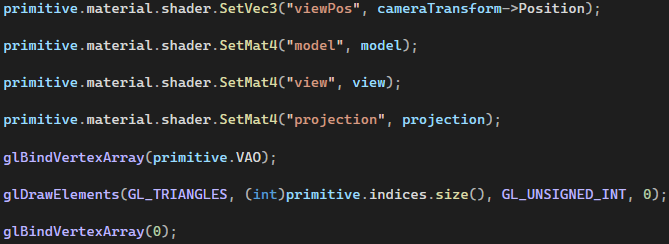 primitive.material.shader.SetVec3("viewPos", cameraTransform->Position);
primitive.material.shader.SetMat4("model", model);
primitive.material.shader.SetMat4("view", view);
primitive.material.shader.SetMat4("projection", projection);
glBindVertexArray(primitive.VAO);
glDrawElements(GL_TRIANGLES, (int)primitive.indices.size(), GL_UNSIGNED_INT, 0);
glBindVertexArray(0);